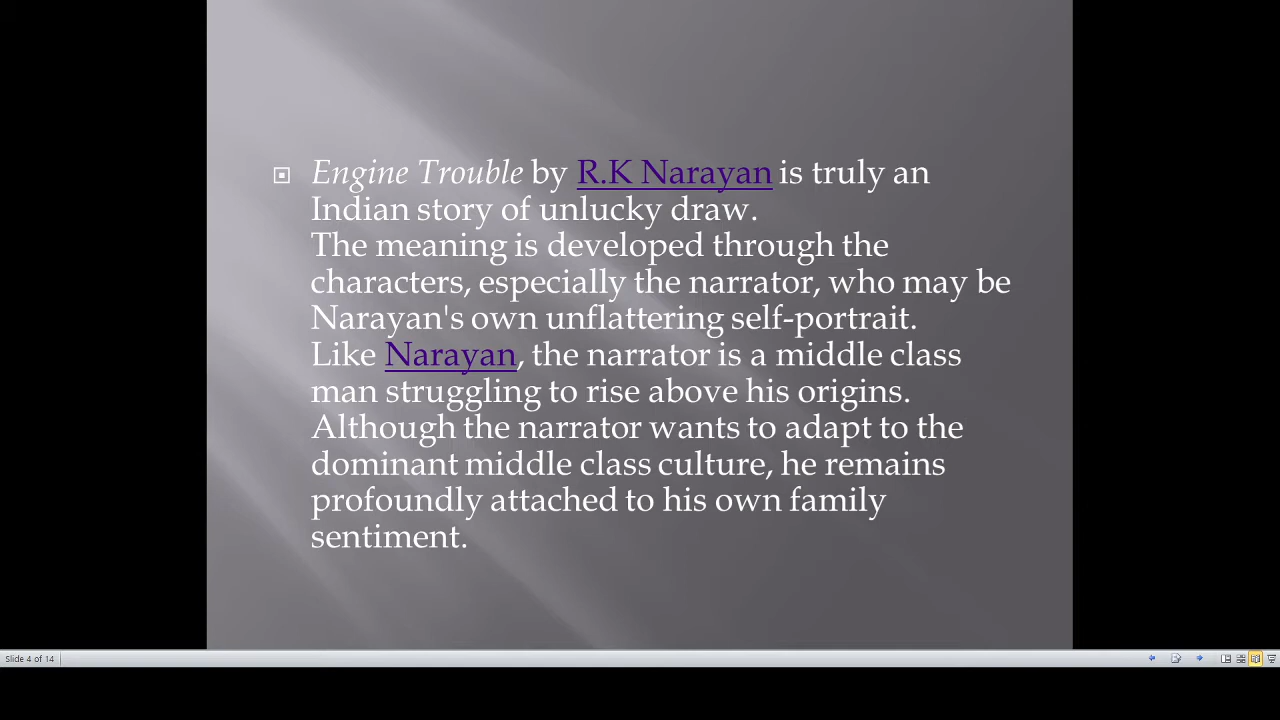 Engine Trouble by R.K Narayan is truly an
Indian story of unlucky draw.
The meaning is developed through the
characters, especially the narrator, who may be
Narayan's own unflattering self-portrait.
Like Narayan, the narrator is a middle class
man struggling to rise above his origins.
Although the narrator wants to adapt to the
dominant middle class culture, he remains
profoundly attached to his own family
sentiment.
Slide 4 of 14